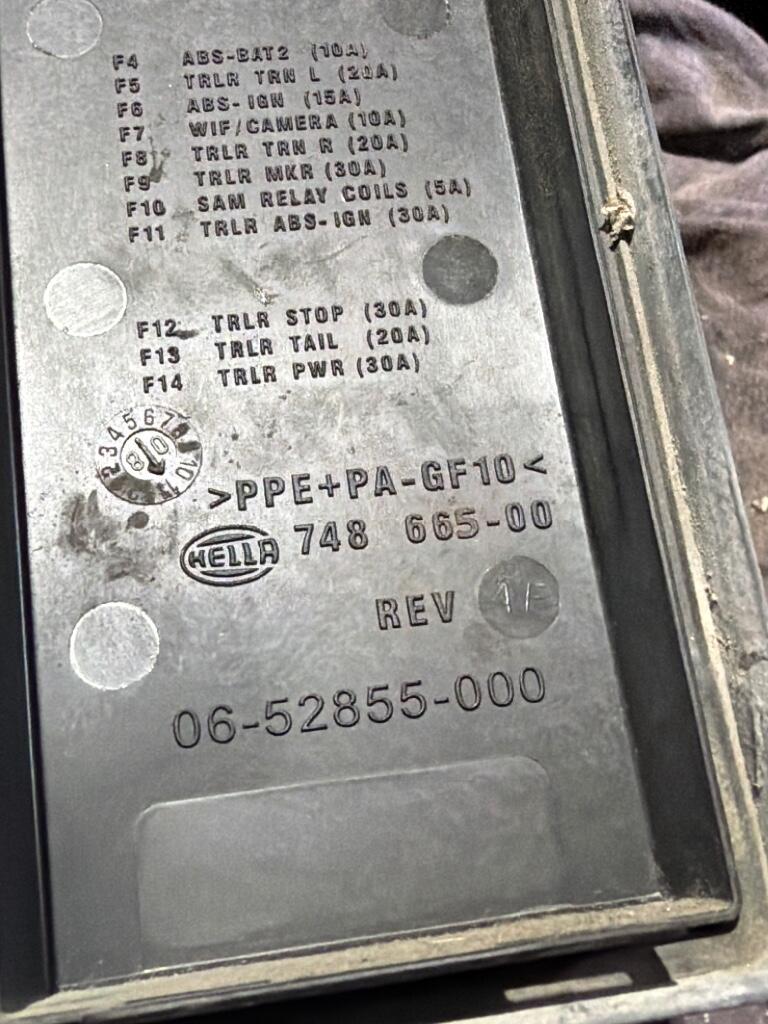 F4 ABS-BAT2 (10A)
F5 TRLR TRN L (20A)
F6 ABS-IGN (15A)
F7 WIF/CAMERA (10A)
F8 TRLR TRN R (20A)
F9 TRLR MKR (30A)
F10 SAM RELAY COILS (5A)
F11 TRLR ABS-IGN (30A)
F12 TRLR STOP (30A)
F13 TRLR TAIL (20A)
F14 TRLR PWR (30A)
>PPE+PA-GF10<
HELLA 748 665-00
REV
06-52855-000